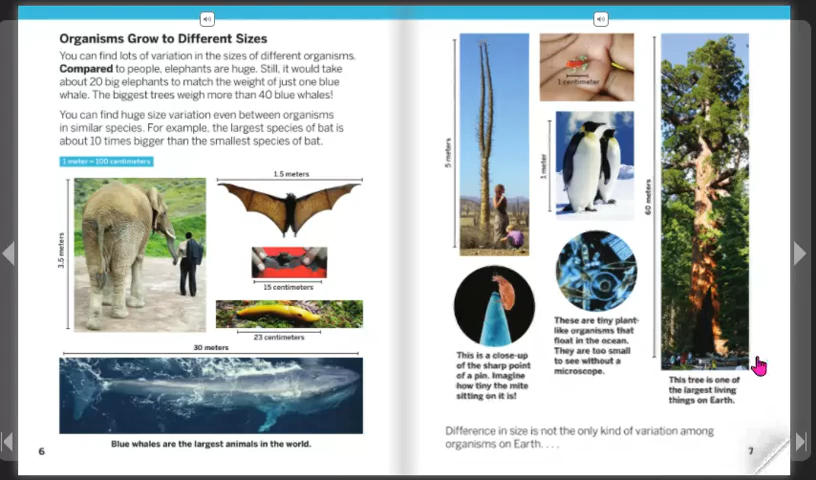 Organisms Grow to Different Sizes
You can find lots of variation in the sizes of different organisms.
Compared to people, elephants are huge. Still, it would take
about 20 big elephants to match the weight of just one blue
whale. The biggest trees weigh more than 40 blue whales!
You can find huge size variation even between organisms
in similar species. For example, the largest species of bat is
about 10 times bigger than the smallest species of bat.
1 meter = 100 centimeters
3.5 meters
1.5 meters
15 centimeters
23 centimeters
30 meters
Blue whales are the largest animals in the world.
6
5 meters
1 centimeter
1 meter
60 meters
This is a close-up
of the sharp point
of a pin. Imagine
how tiny the mite
sitting on it is!
These are tiny plant-
like organisms that
float in the ocean.
They are too small
to see without a
microscope.
This tree is one of
the largest living
things on Earth.
Difference in size is not the only kind of variation among
organisms on Earth. . . .
7